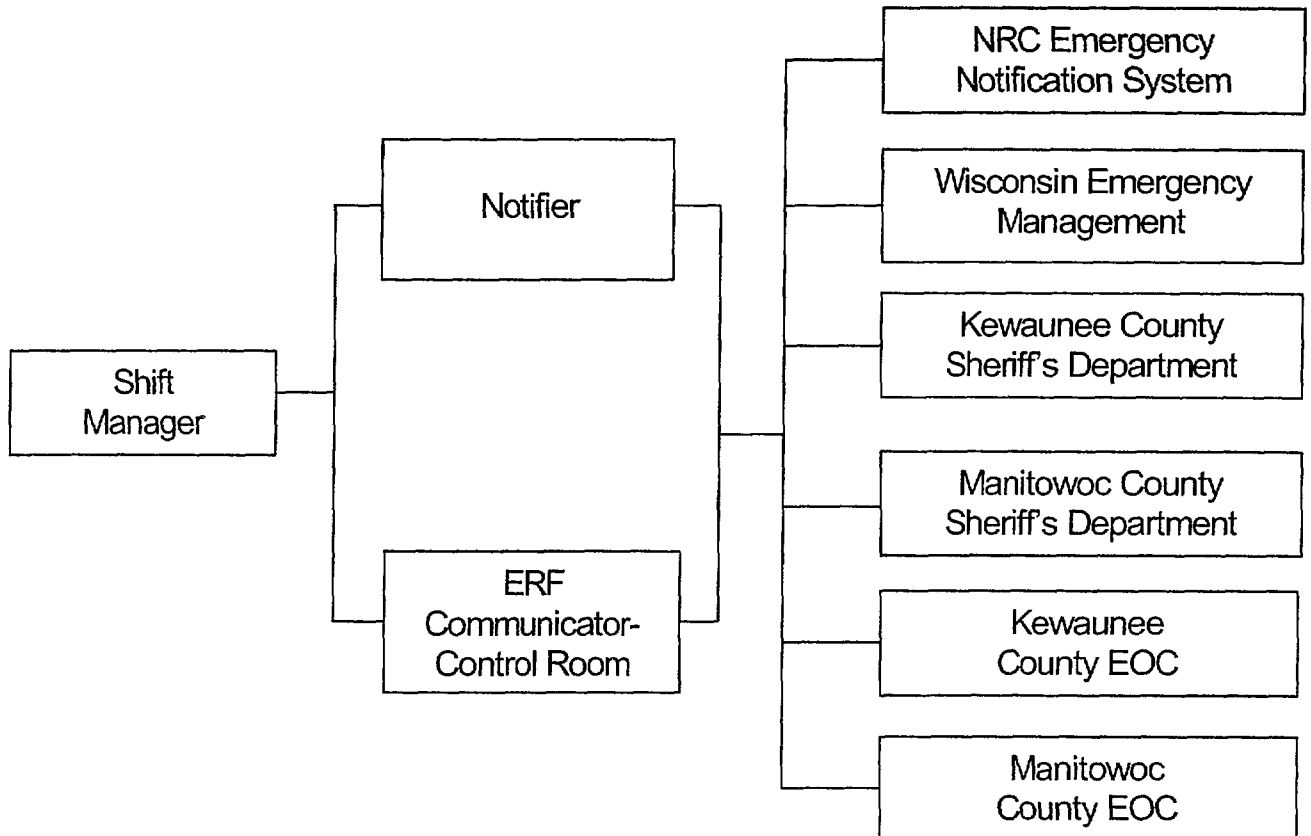 NRC Emergency
Notification System
Notifier
Wisconsin Emergency
Management
Shift
Manager
Kewaunee County
Sheriff's Department
Manitowoc County
Sheriff's Department
ERF
Communicator-
Control Room
Kewaunee
County EOC
Manitowoc
County EOC